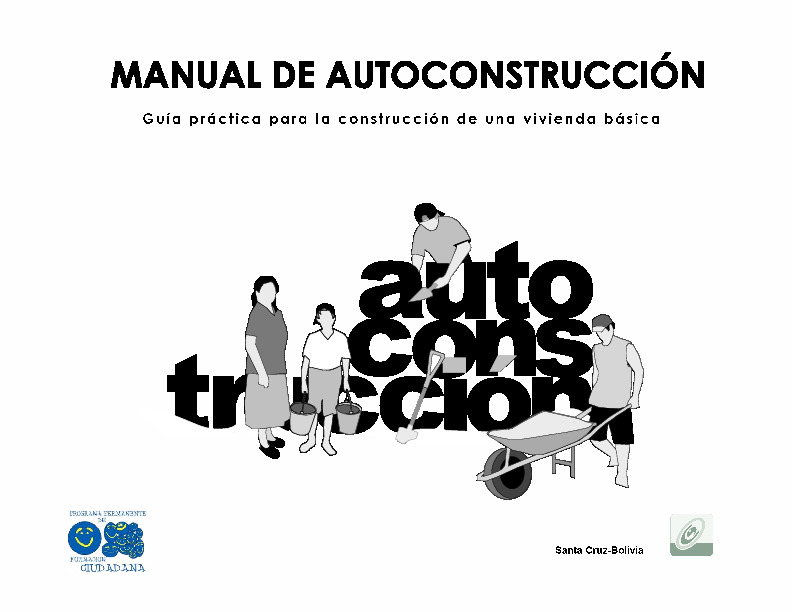 MANUAL DE AUTOCONSTRUCCIÓN
Guía práctica para la construcción de una vivienda básica
auto
cons
trucción
PROGRAMA PERMANENTE
DE
FORMACION
CIUDADANA
Santa Cruz-Bolivia